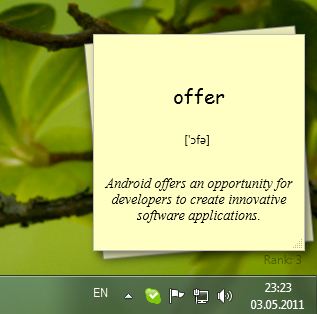 offer
['ɔfə]
Android offers an opportunity for
developers to create innovative
software applications.
Rank: 3
EN
23:23
03.05.2011